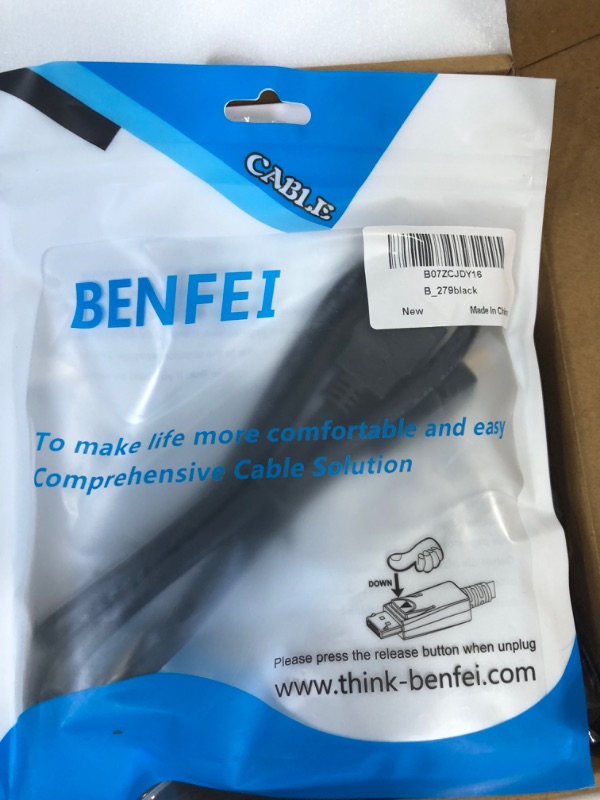 CABLE
B07ZCJDY16
B_279black
New Made In China
BENFEI
To make life more comfortable and easy
Comprehensive Cable Solution
DOWN
Please press the release button when unplug
www.think-benfei.com